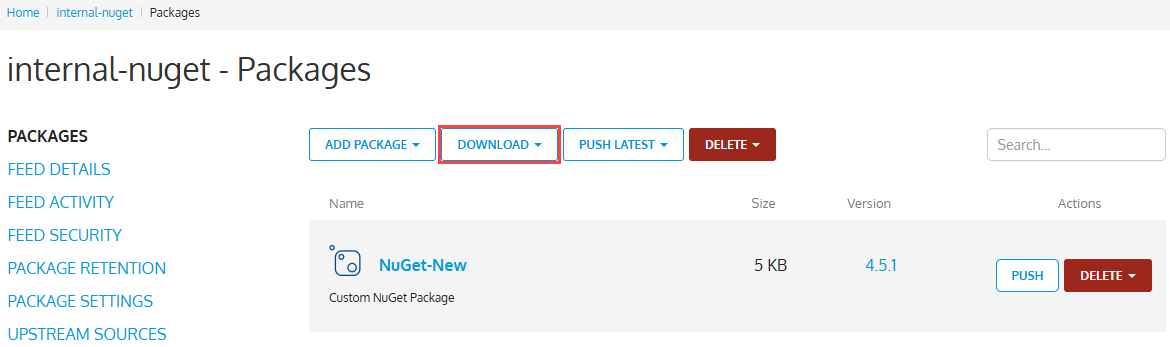 Home internal-nuget Packages
internal-nuget - Packages
PACKAGES
FEED DETAILS
FEED ACTIVITY
FEED SECURITY
PACKAGE RETENTION
PACKAGE SETTINGS
UPSTREAM SOURCES
ADD PACKAGE DOWNLOAD PUSH LATEST DELETE Search...
Name Size Version Actions
NuGet-New 5 KB 4.5.1 PUSH DELETE
Custom NuGet Package